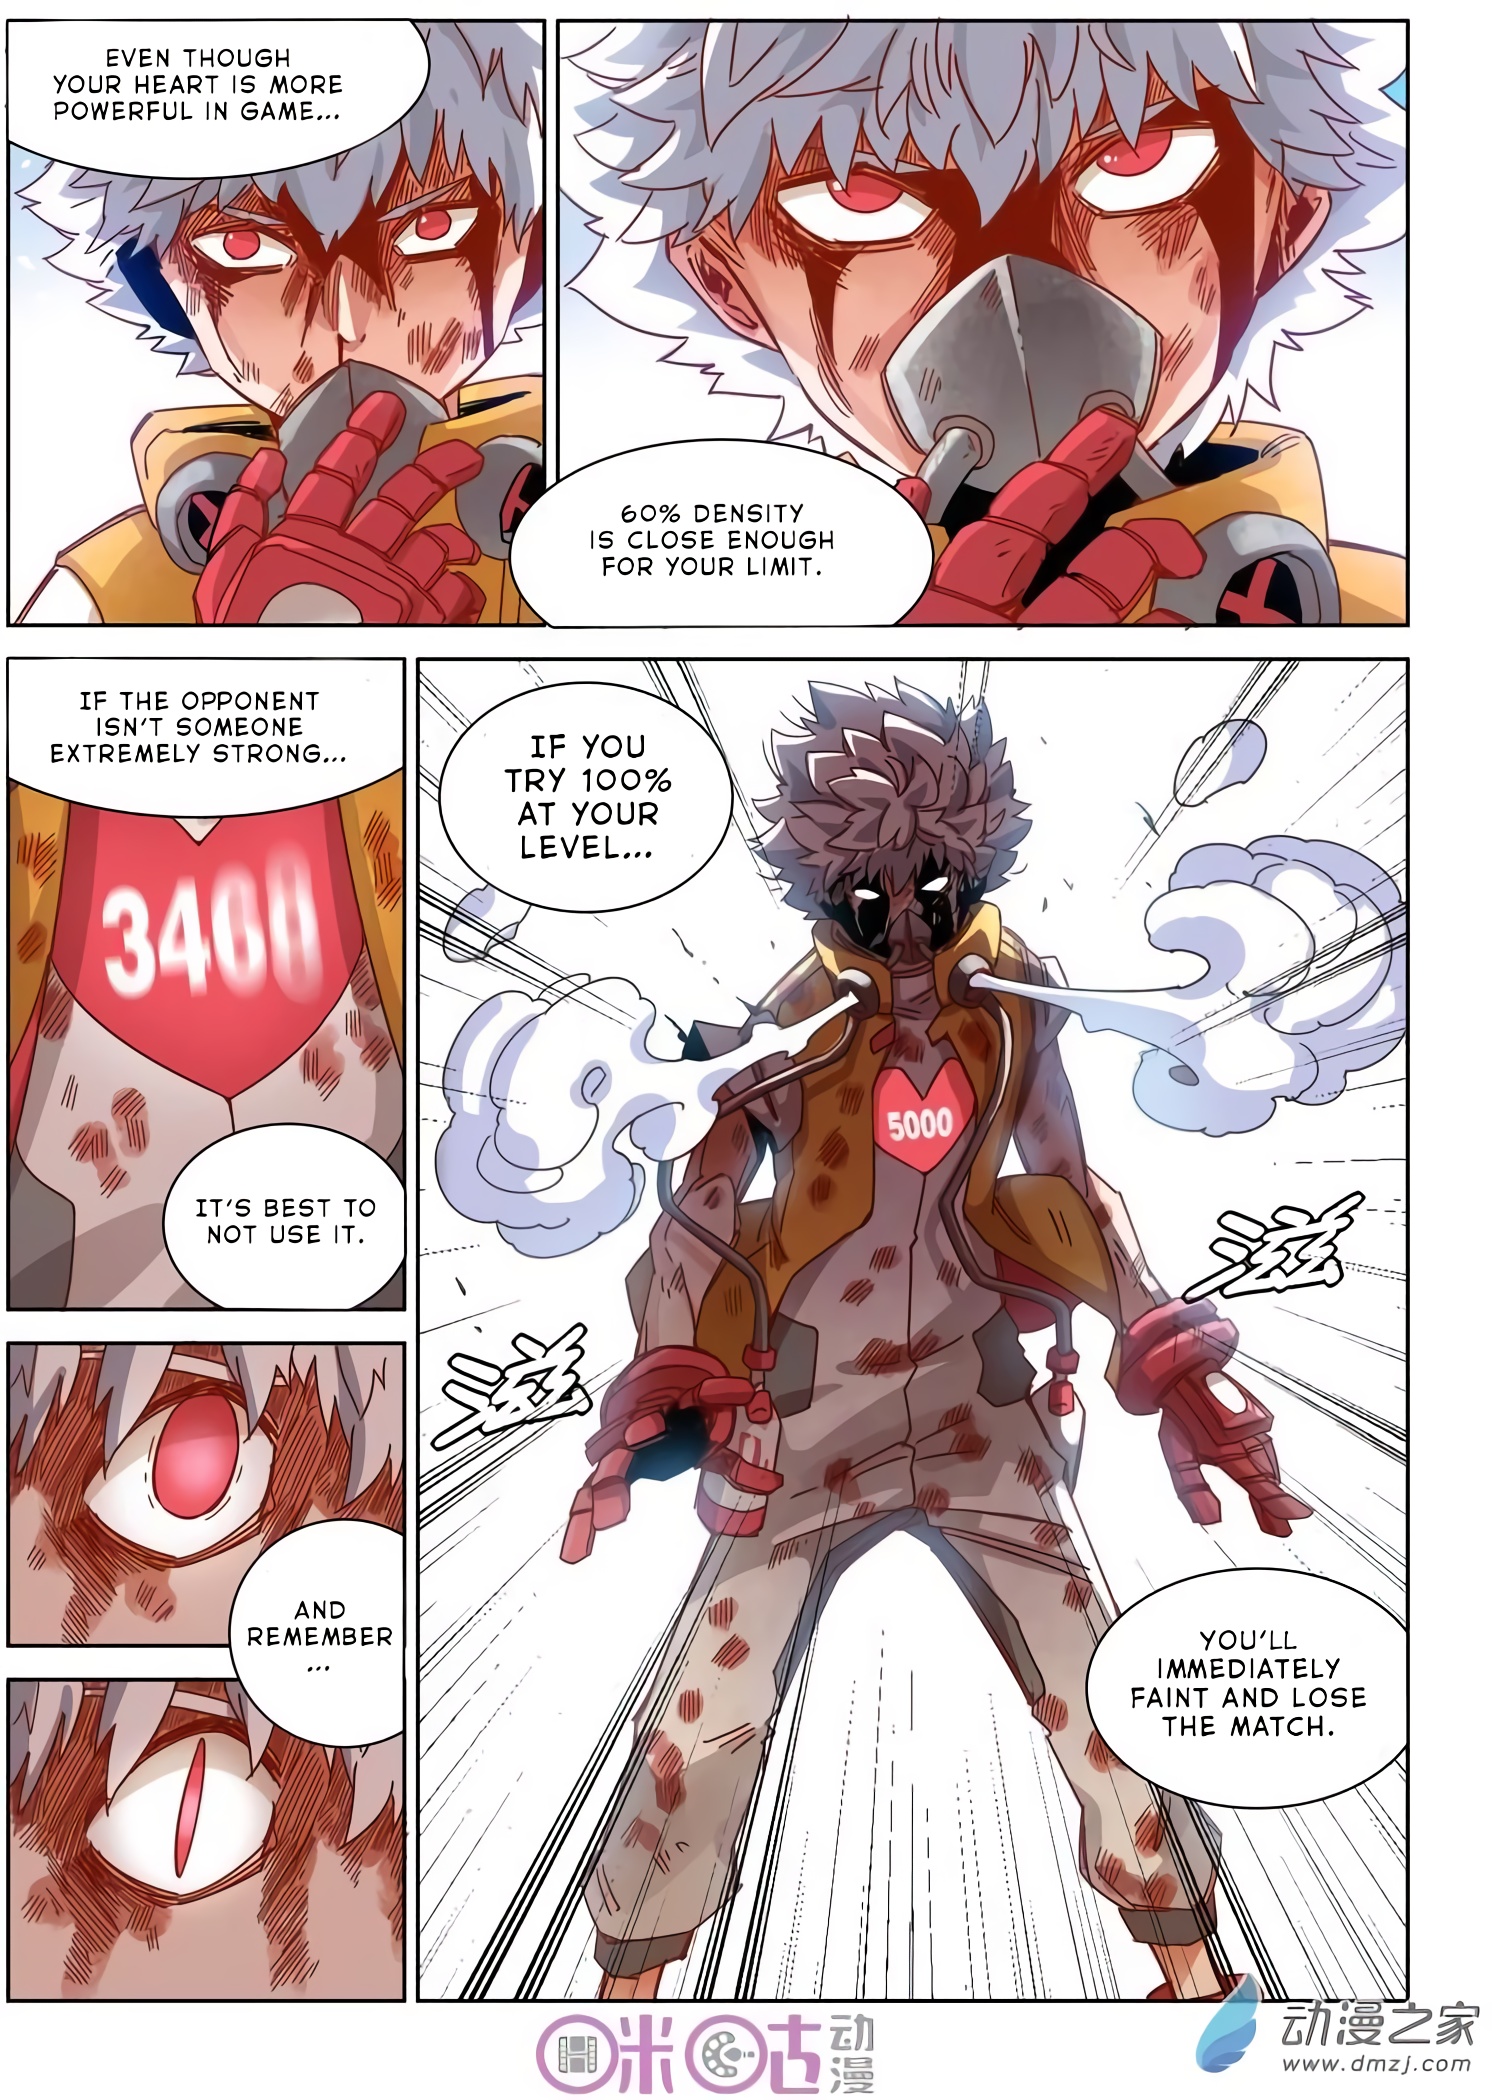 EVEN THOUGH
YOUR HEART IS MORE
POWERFUL IN GAME...
60% DENSITY
IS CLOSE ENOUGH
FOR YOUR LIMIT.
IF THE OPPONENT
ISN'T SOMEONE
EXTREMELY STRONG...
3460
IT'S BEST TO
NOT USE IT.
AND
REMEMBER
...
IF YOU
TRY 100%
AT YOUR
LEVEL...
5000
滋
滋
YOU'LL
IMMEDIATELY
FAINT AND LOSE
THE MATCH.
咪咕动漫
动漫之家
www.dmzj.com